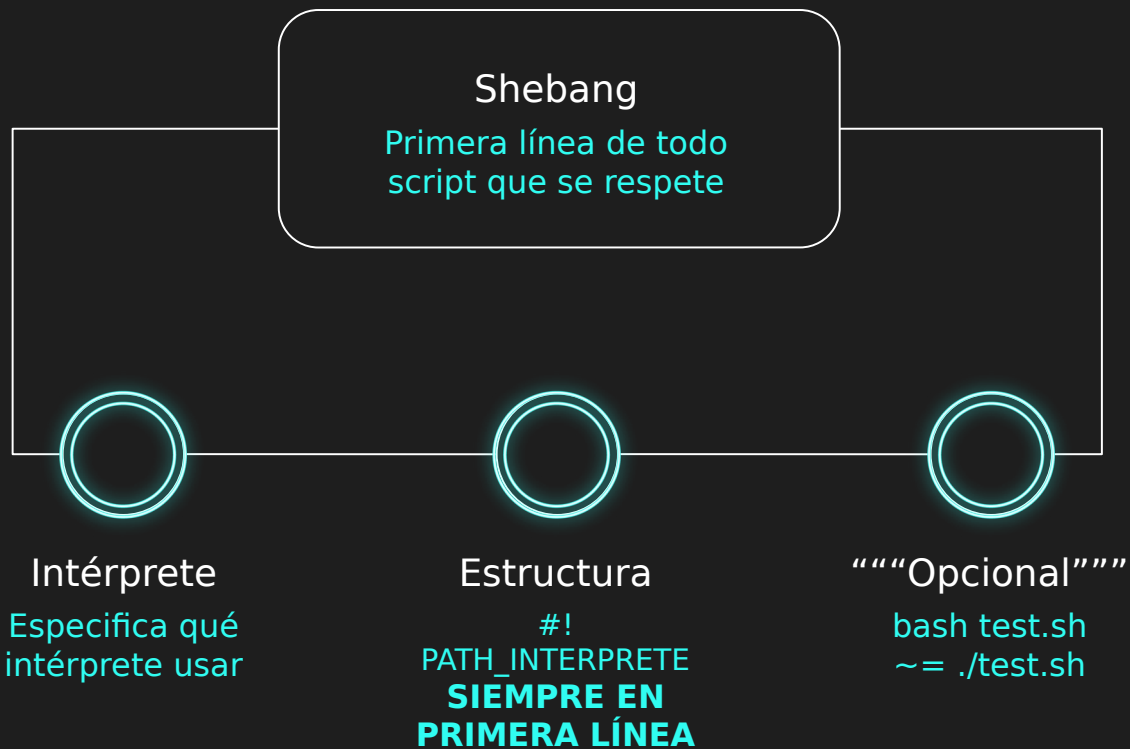 Shebang
Primera línea de todo
script que se respete
Intérprete
Especifica qué
intérprete usar
Estructura
#!
PATH_INTERPRETE
SIEMPRE EN
PRIMERA LÍNEA
“““Opcional”””
bash test.sh
~= ./test.sh